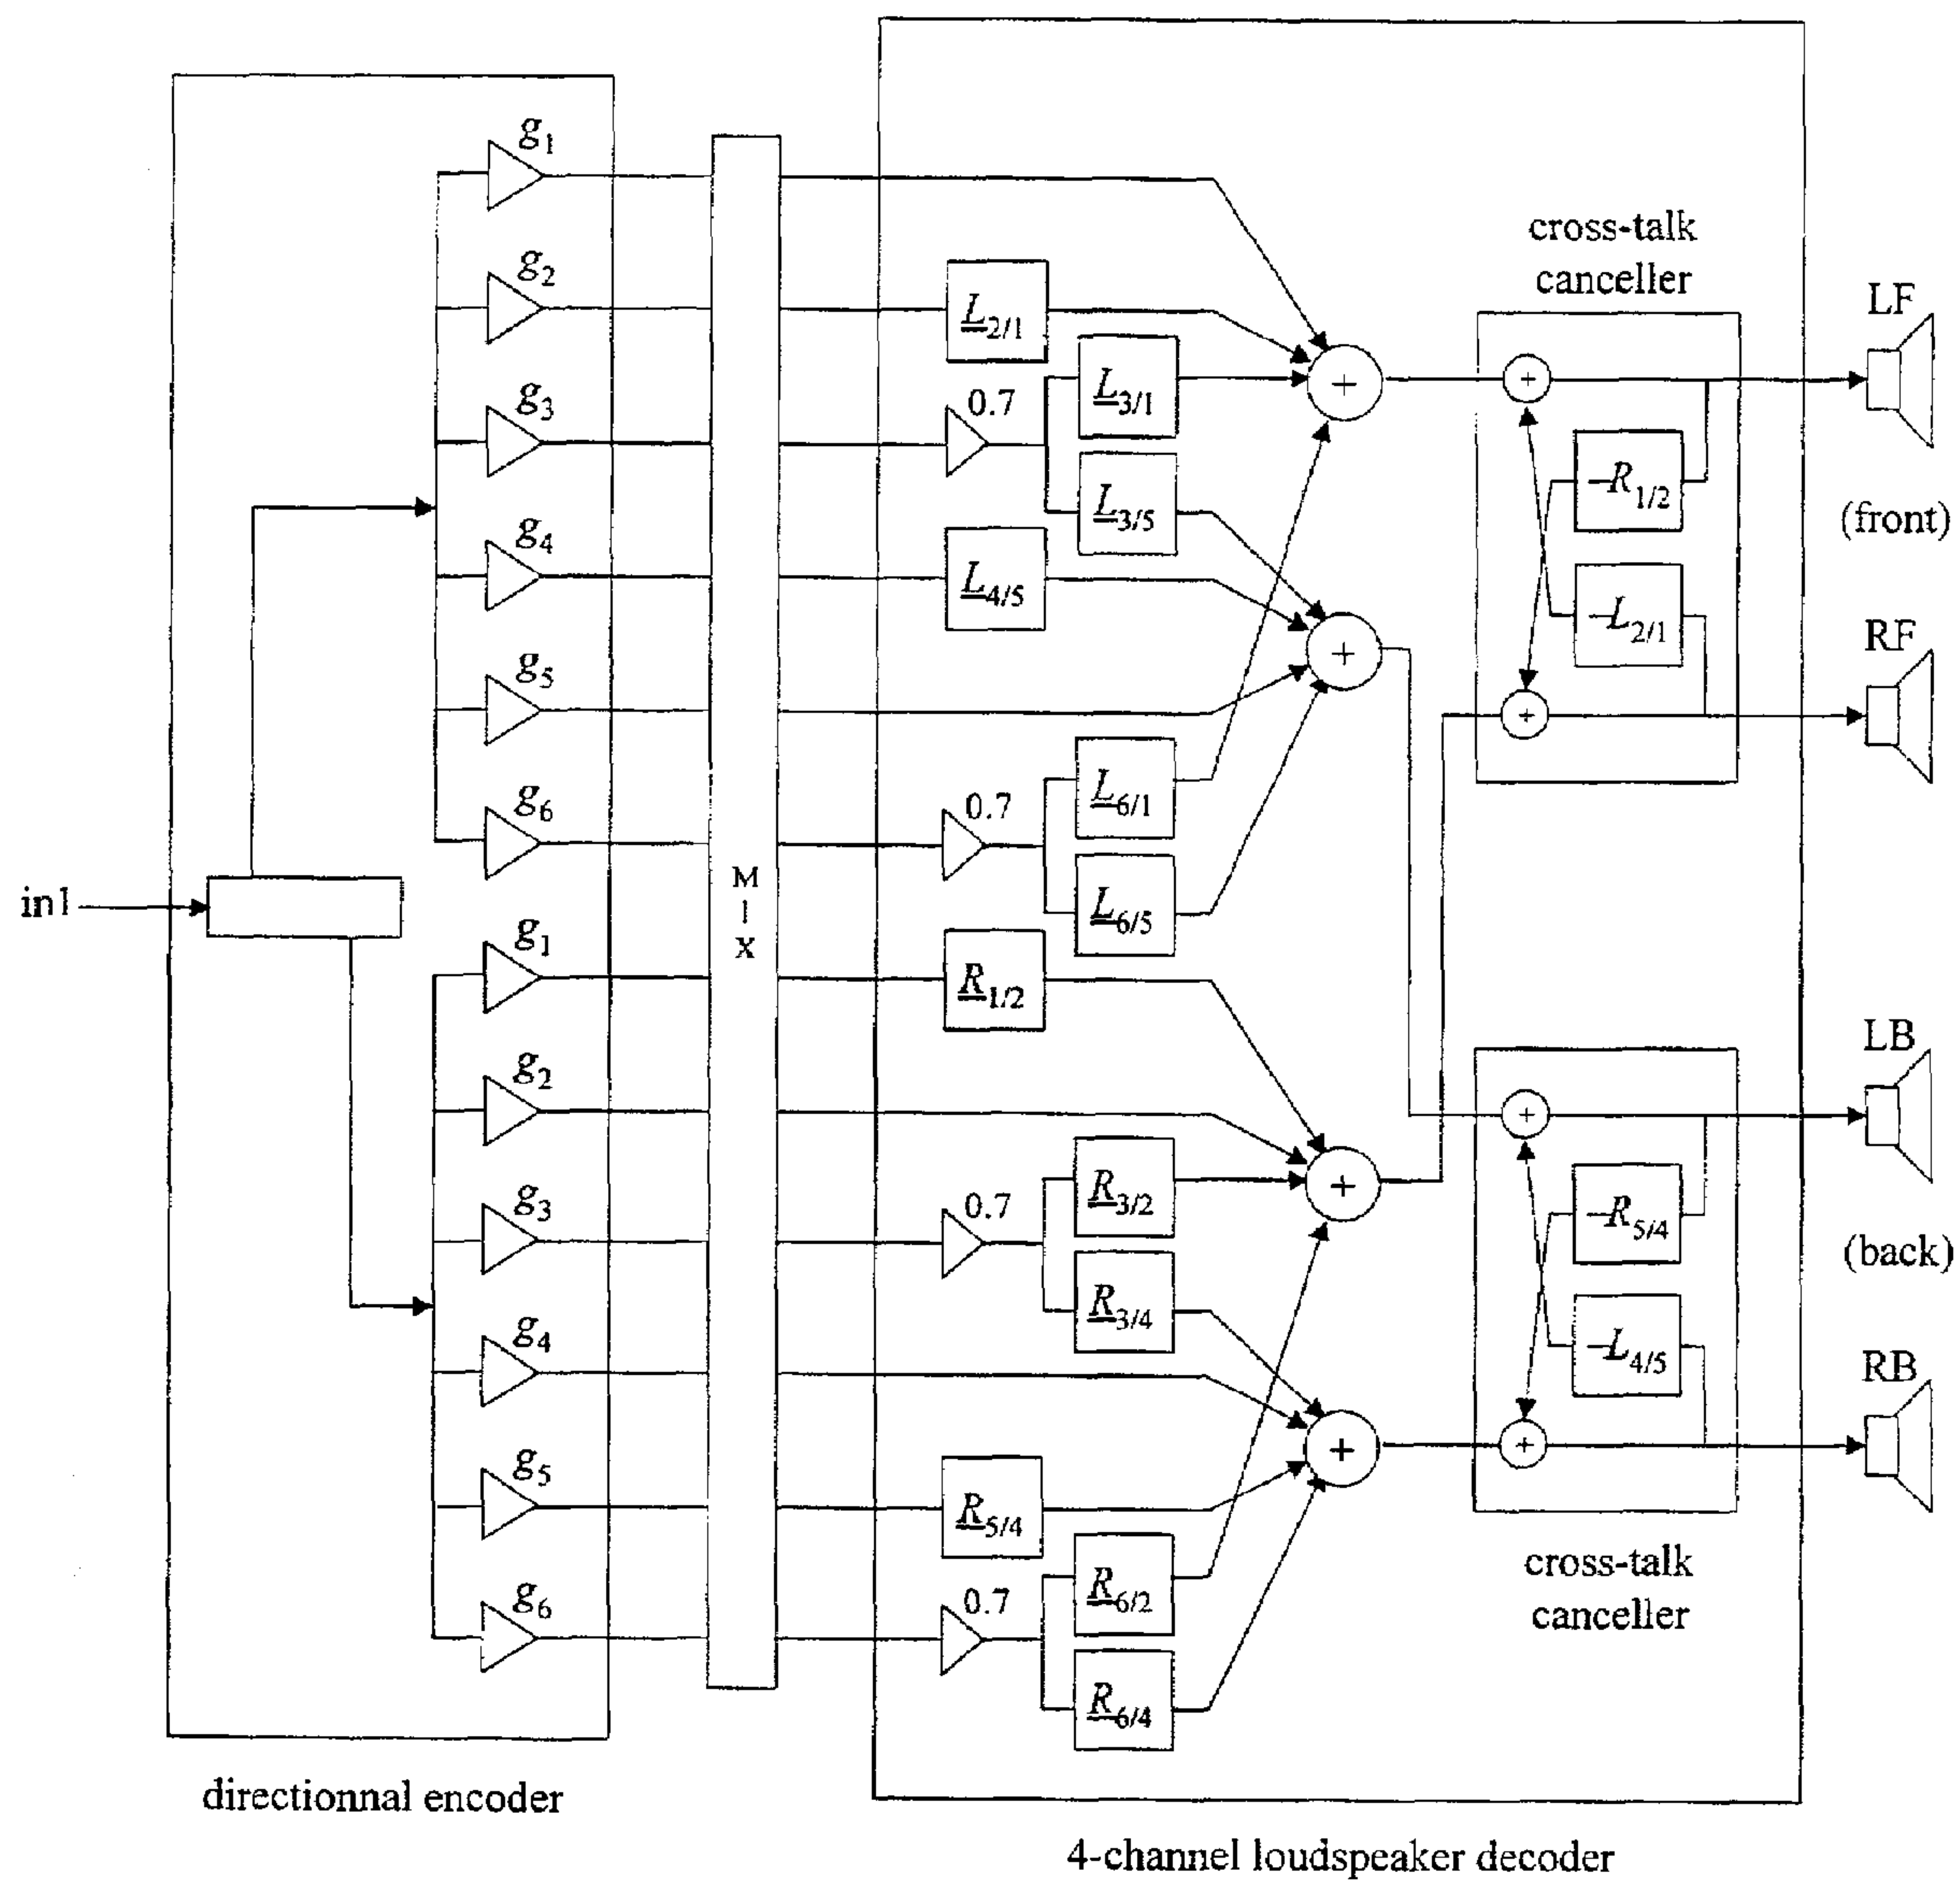 g1
g2
g3
g4
g5
g6
in1
g1
g2
g3
g4
g5
g6
directionnal encoder
M
I
X
L2/1
0.7
L3/1
L3/5
L4/5
0.7
L6/1
L6/5
R1/2
0.7
R3/2
R3/4
R5/4
0.7
R6/2
R6/4
+
+
+
+
4-channel loudspeaker decoder
cross-talk
canceller
+
-R1/2
-L2/1
+
LF
(front)
RF
+
-R5/4
-L4/5
+
cross-talk
canceller
LB
(back)
RB